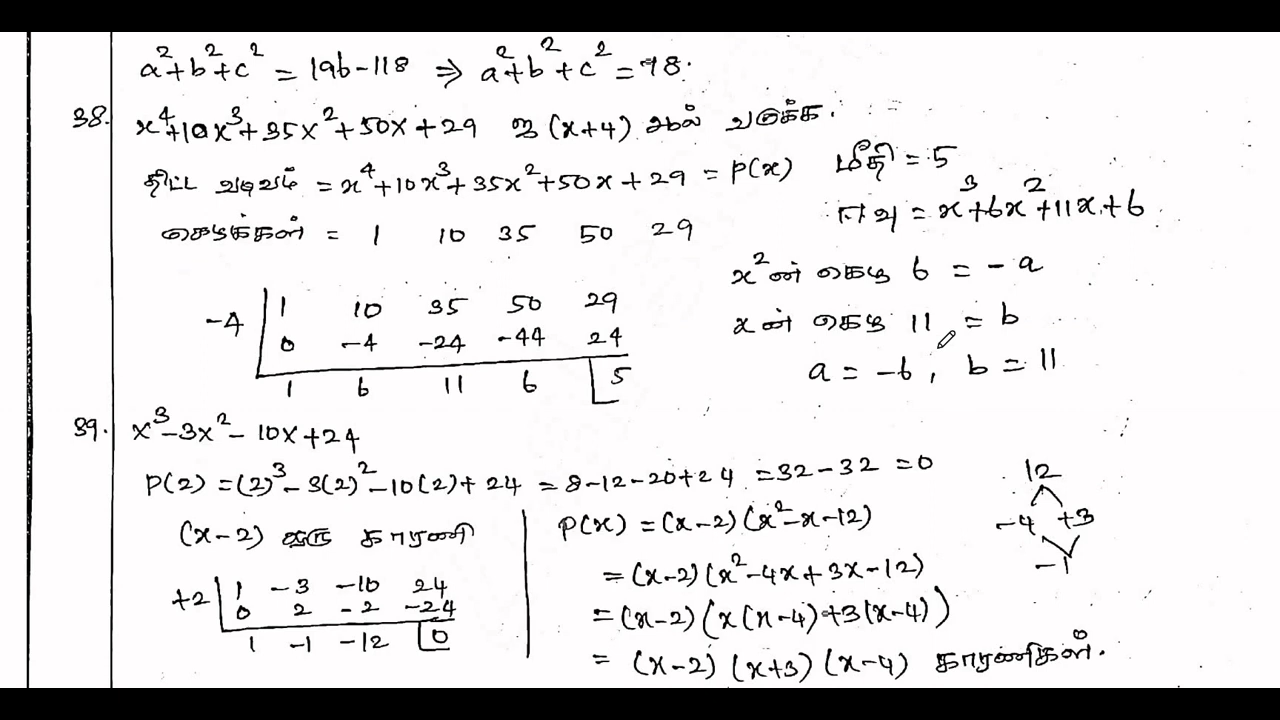 a²+b²+c² = 196-118 ⇒ a²+b²+c² = 78.
38. x⁴+10x³+35x²+50x+29 ஐ (x+4) ஆல் வகுக்க.
திட்ட வடிவம் = x⁴+10x³+35x²+50x+29 = P(x) மீதி = 5
ஈவு = x³+6x²+11x+6
கெழுக்கள் = 1 10 35 50 29
x²ன் கெழு 6 = -a
-4 | 1 10 35 50 29
xன் கெழு 11 = b
0 -4 -24 -44 24
a = -6, b = 11
1 6 11 6 | 5
39. x³-3x²-10x+24
P(2) = (2)³-3(2)²-10(2)+24 = 8-12-20+24 = 32-32 = 0
(x-2) ஒரு காரணி
+2 | 1 -3 -10 24
0 2 -2 -24
1 -1 -12 | 0
P(x) = (x-2)(x²-x-12)
= (x-2)(x²-4x+3x-12)
= (x-2)(x(x-4)+3(x-4))
= (x-2)(x+3)(x-4) காரணிகள்.
12
-4 +3
-1